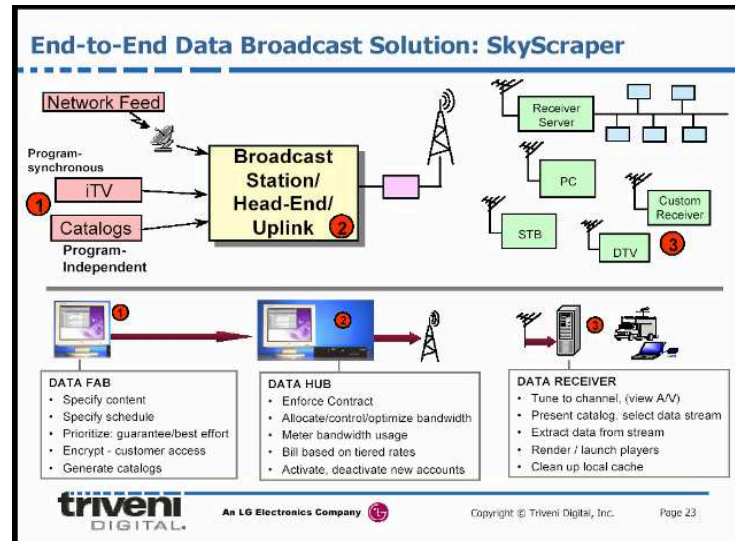 End-to-End Data Broadcast Solution: SkyScraper
Network Feed
Program-
synchronous
1
iTV
Catalogs
Program-
Independent
Broadcast
Station/
Head-End/
Uplink
2
Receiver
Server
PC
Custom
Receiver
STB
DTV
3
1
2
3
DATA FAB
• Specify content
• Specify schedule
• Prioritize: guarantee/best effort
• Encrypt - customer access
• Generate catalogs
DATA HUB
• Enforce Contract
• Allocate/control/optimize bandwidth
• Meter bandwidth usage
• Bill based on tiered rates
• Activate, deactivate new accounts
DATA RECEIVER
• Tune to channel, (view A/V)
• Present catalog, select data stream
• Extract data from stream
• Render / launch players
• Clean up local cache
triveni
DIGITAL.
An LG Electronics Company
LG
Copyright © Triveni Digital, Inc.
Page 23